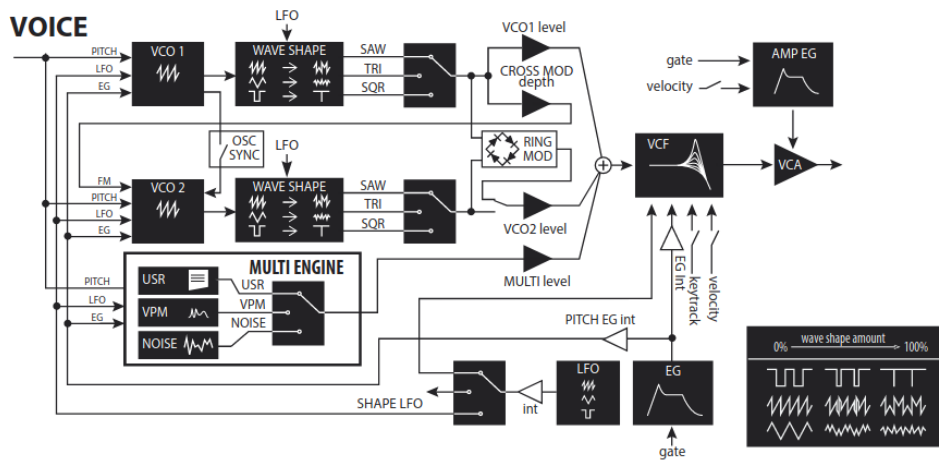 VOICE
LFO
VCO1 level
PITCH
VCO 1
WAVE SHAPE
SAW
AMP EG
LFO
TRI
CROSS MOD
depth
gate
EG
SQR
velocity
OSC
SYNC
LFO
RING
MOD
VCF
VCA
FM
VCO 2
WAVE SHAPE
SAW
PITCH
TRI
LFO
SQR
VCO2 level
EG
MULTI ENGINE
MULTI level
EG Int
keytrack
velocity
PITCH
USR
USR
LFO
VPM
VPM
EG
NOISE
NOISE
PITCH EG int
wave shape amount
0%
100%
LFO
EG
SHAPE LFO
int
gate